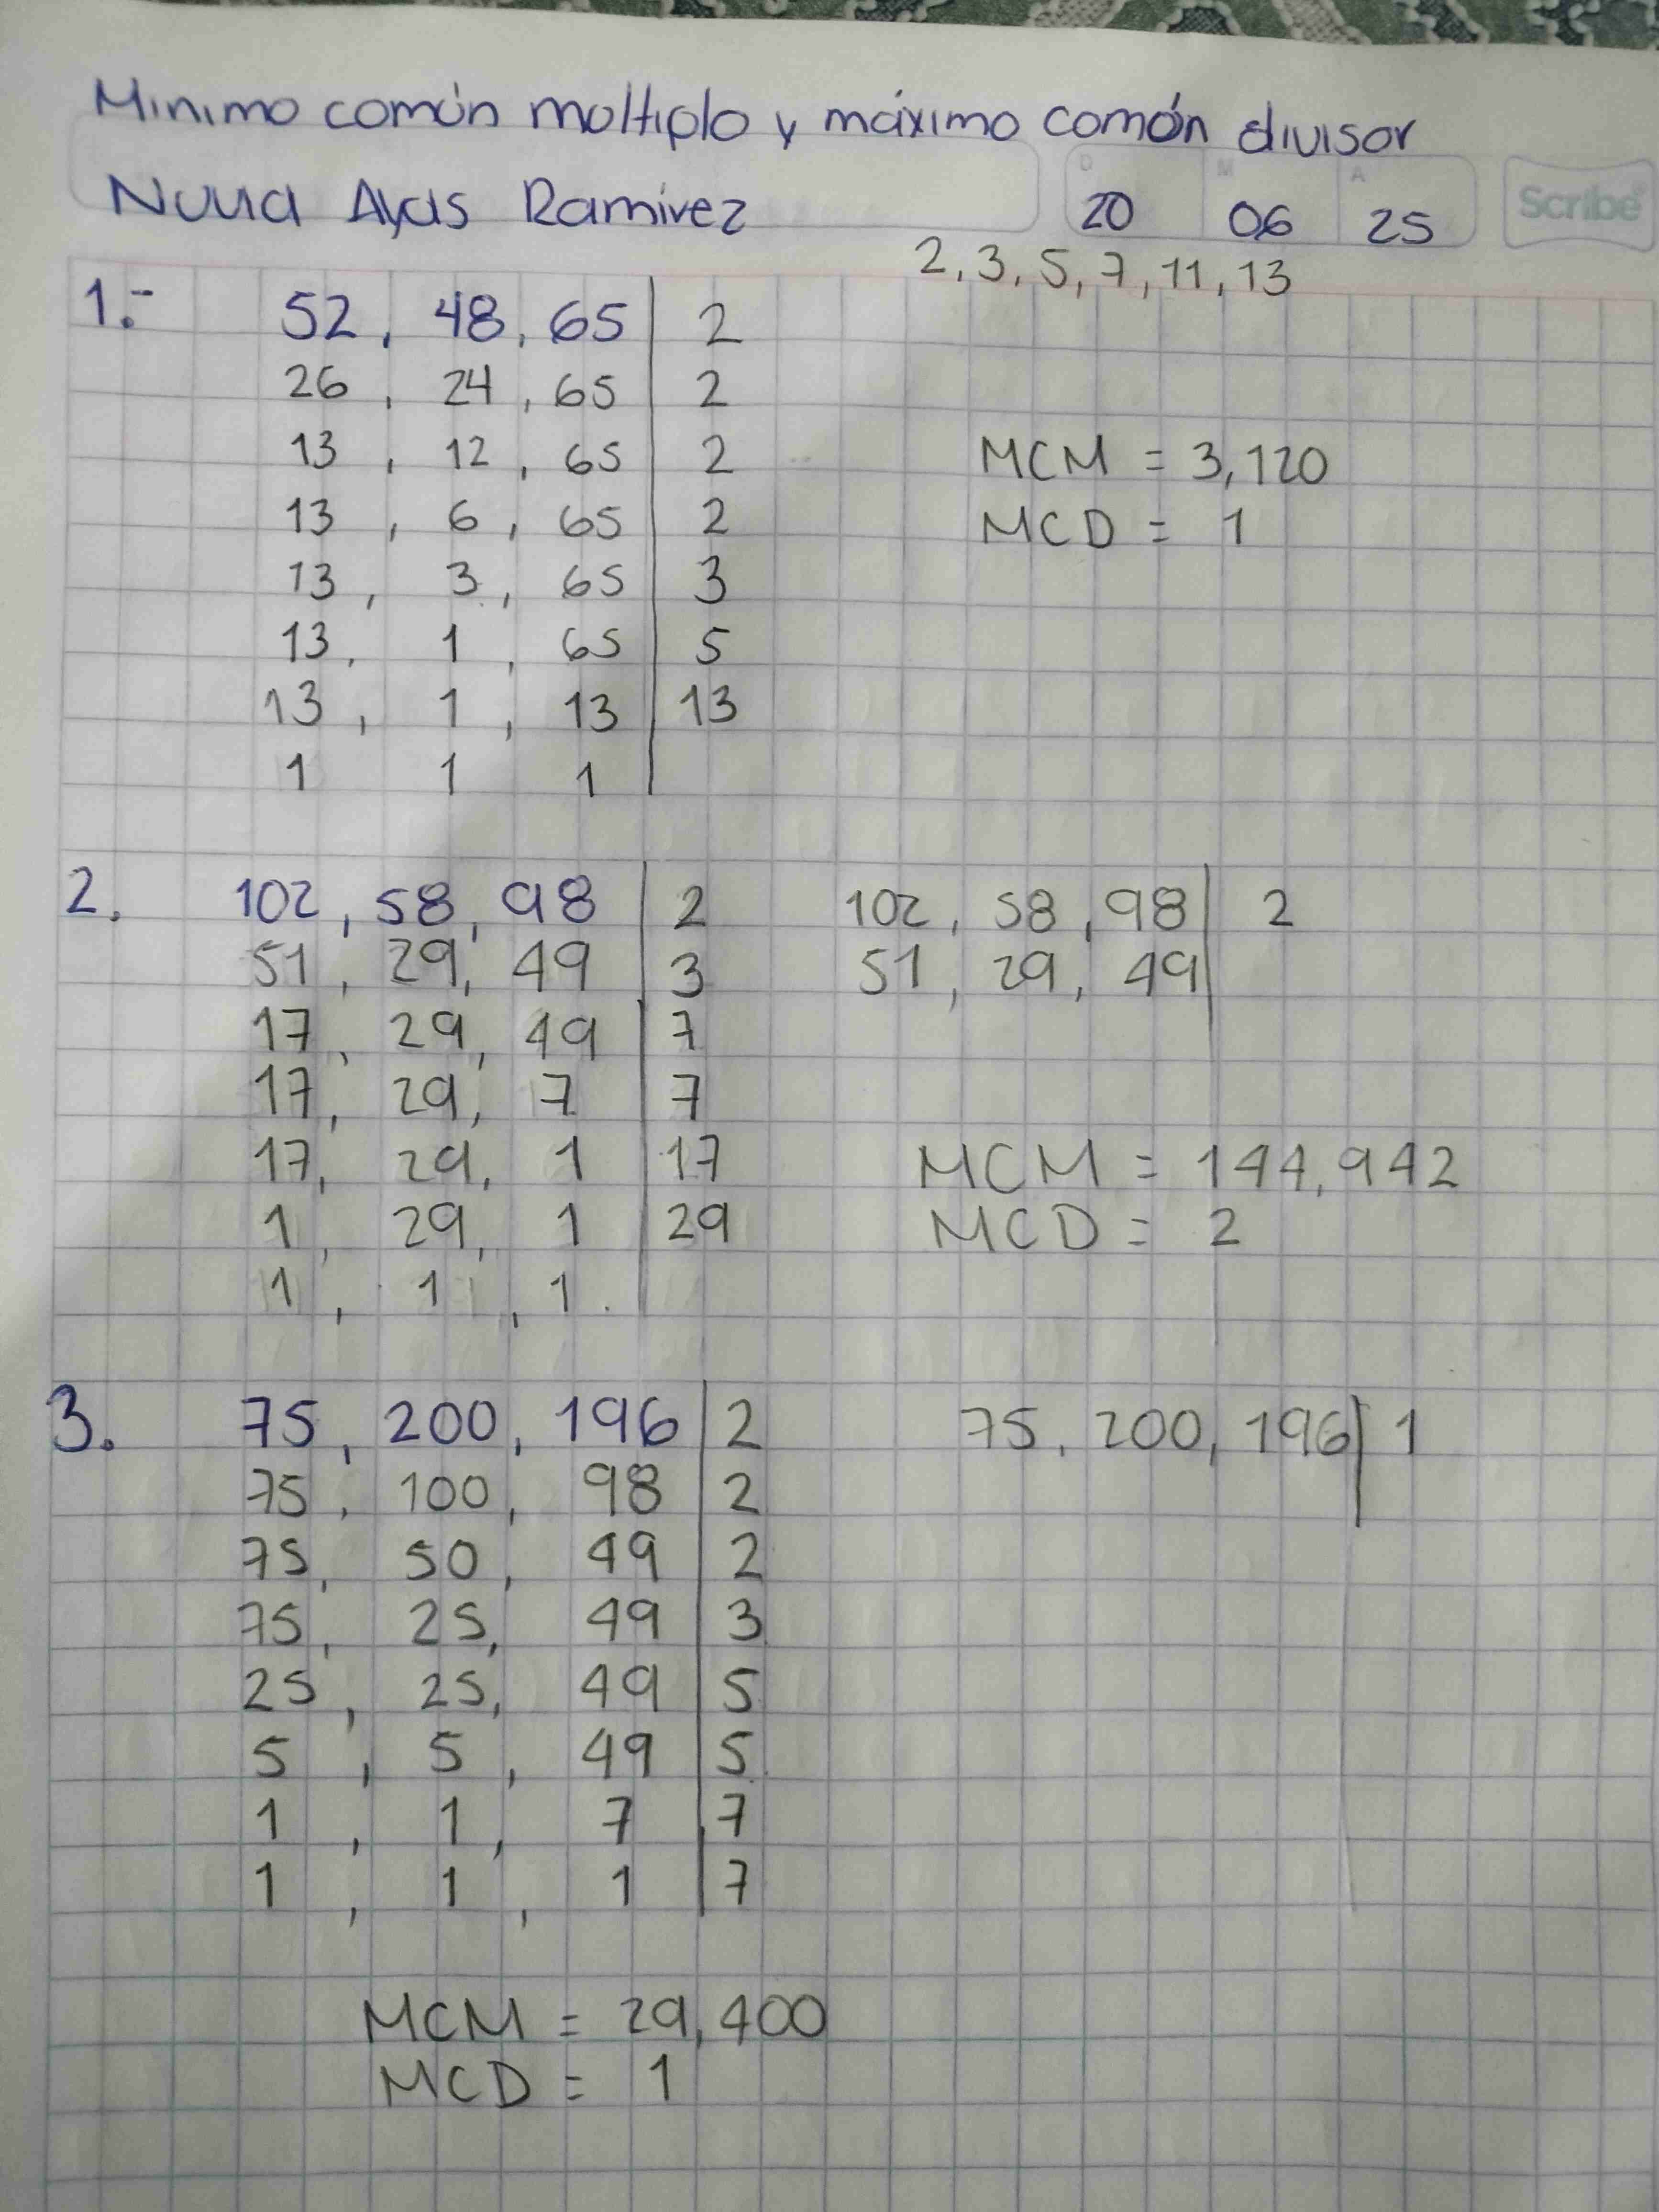 Minimo común moltiplo y máximo común divisor
Ayas Ramirez
D M A
20 06 25
Scribe
2, 3, 5, 7, 11, 13
1.- 52, 48, 65 | 2
26, 24, 65 | 2
13, 12, 65 | 2
13, 6, 65 | 2
13, 3, 65 | 3
13, 1, 65 | 5
13, 1, 13 | 13
1 1 1
MCM = 3,120
MCD = 1
2. 102, 58, 98 | 2
51, 29, 49 | 3
17, 29, 49 | 7
17, 29, 7 | 7
17, 29, 1 | 17
1, 29, 1 | 29
1, 1, 1.
102, 58, 98 | 2
51, 29, 49
MCM = 144,942
MCD = 2
3. 75, 200, 196 | 2
75, 100, 98 | 2
75, 50, 49 | 2
75, 25, 49 | 3
25, 25, 49 | 5
5, 5, 49 | 5
1, 1, 7 | 7
1, 1, 1 | 7
75, 200, 196 | 1
MCM = 29,400
MCD = 1